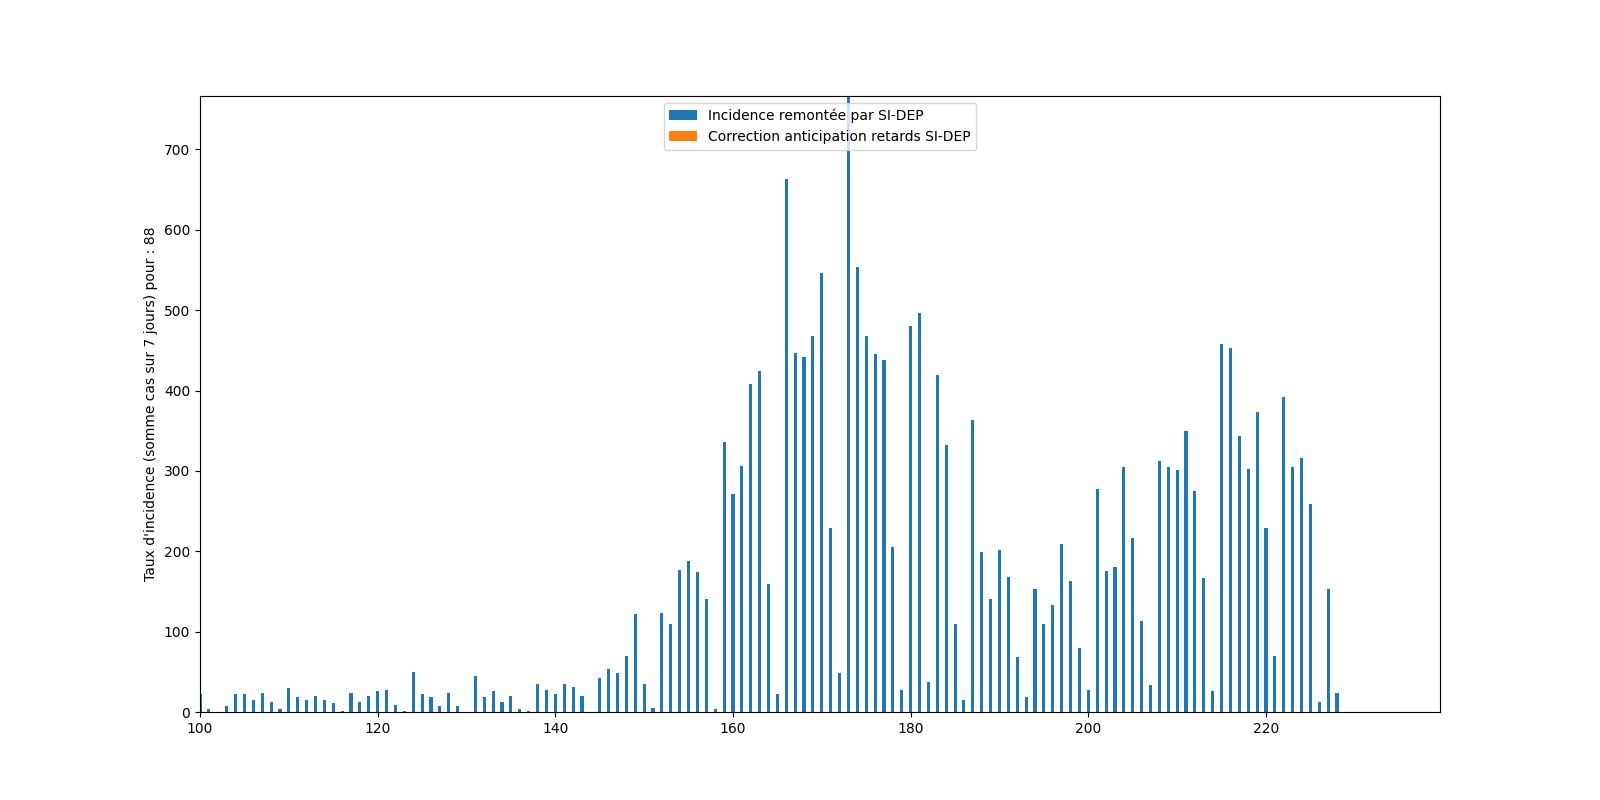 Incidence remontée par SI-DEP
Correction anticipation retards SI-DEP
Taux d'incidence (somme cas sur 7 jours) pour : 88
700
600
500
400
300
200
100
0
100 120 140 160 180 200 220